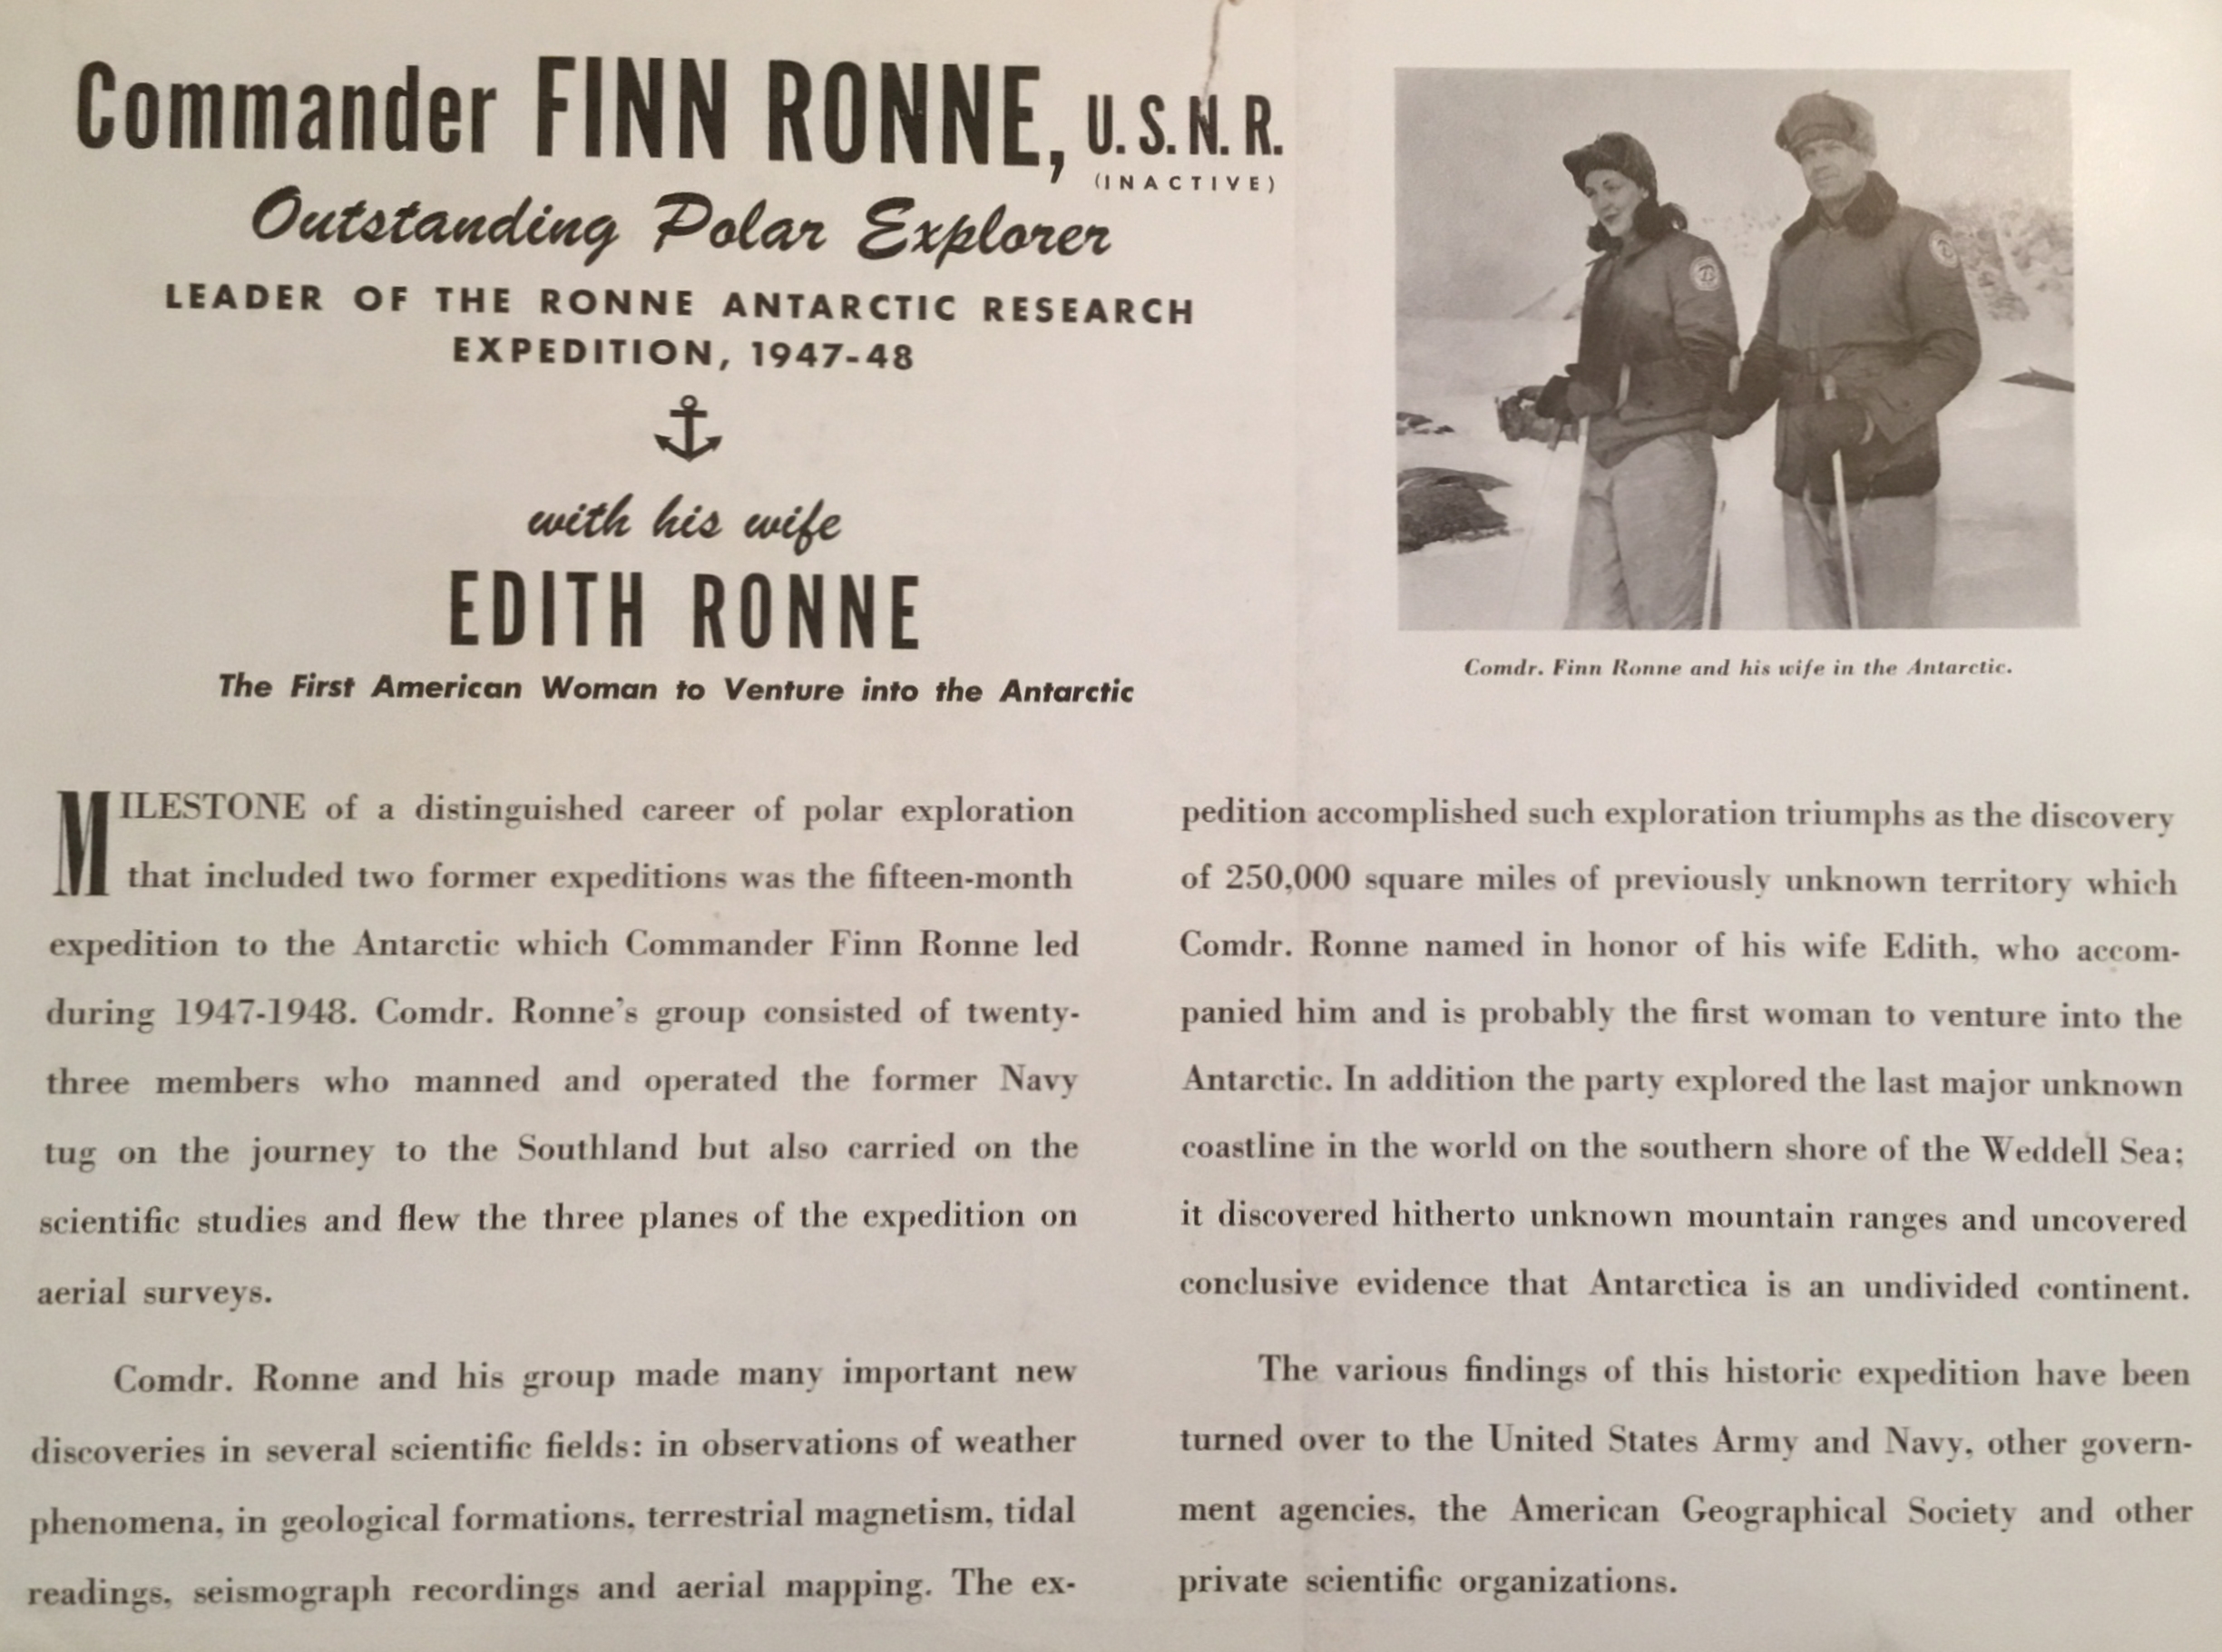 Commander FINN RONNE, U.S.N.R.
(INACTIVE)
Outstanding Polar Explorer
LEADER OF THE RONNE ANTARCTIC RESEARCH
EXPEDITION, 1947-48
with his wife
EDITH RONNE
The First American Woman to Venture into the Antarctic
Comdr. Finn Ronne and his wife in the Antarctic.
MILESTONE of a distinguished career of polar exploration
that included two former expeditions was the fifteen-month
expedition to the Antarctic which Commander Finn Ronne led
during 1947-1948. Comdr. Ronne's group consisted of twenty-
three members who manned and operated the former Navy
tug on the journey to the Southland but also carried on the
scientific studies and flew the three planes of the expedition on
aerial surveys.
Comdr. Ronne and his group made many important new
discoveries in several scientific fields: in observations of weather
phenomena, in geological formations, terrestrial magnetism, tidal
readings, seismograph recordings and aerial mapping. The ex-
pedition accomplished such exploration triumphs as the discovery
of 250,000 square miles of previously unknown territory which
Comdr. Ronne named in honor of his wife Edith, who accom-
panied him and is probably the first woman to venture into the
Antarctic. In addition the party explored the last major unknown
coastline in the world on the southern shore of the Weddell Sea;
it discovered hitherto unknown mountain ranges and uncovered
conclusive evidence that Antarctica is an undivided continent.
The various findings of this historic expedition have been
turned over to the United States Army and Navy, other govern-
ment agencies, the American Geographical Society and other
private scientific organizations.